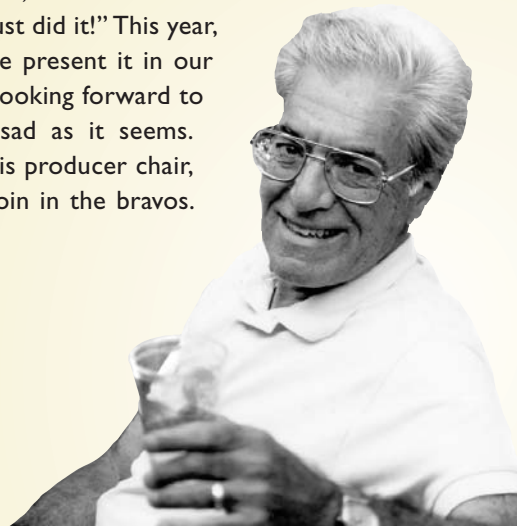 ust did it!” This year,
e present it in our
ooking forward to
sad as it seems.
is producer chair,
oin in the bravos.